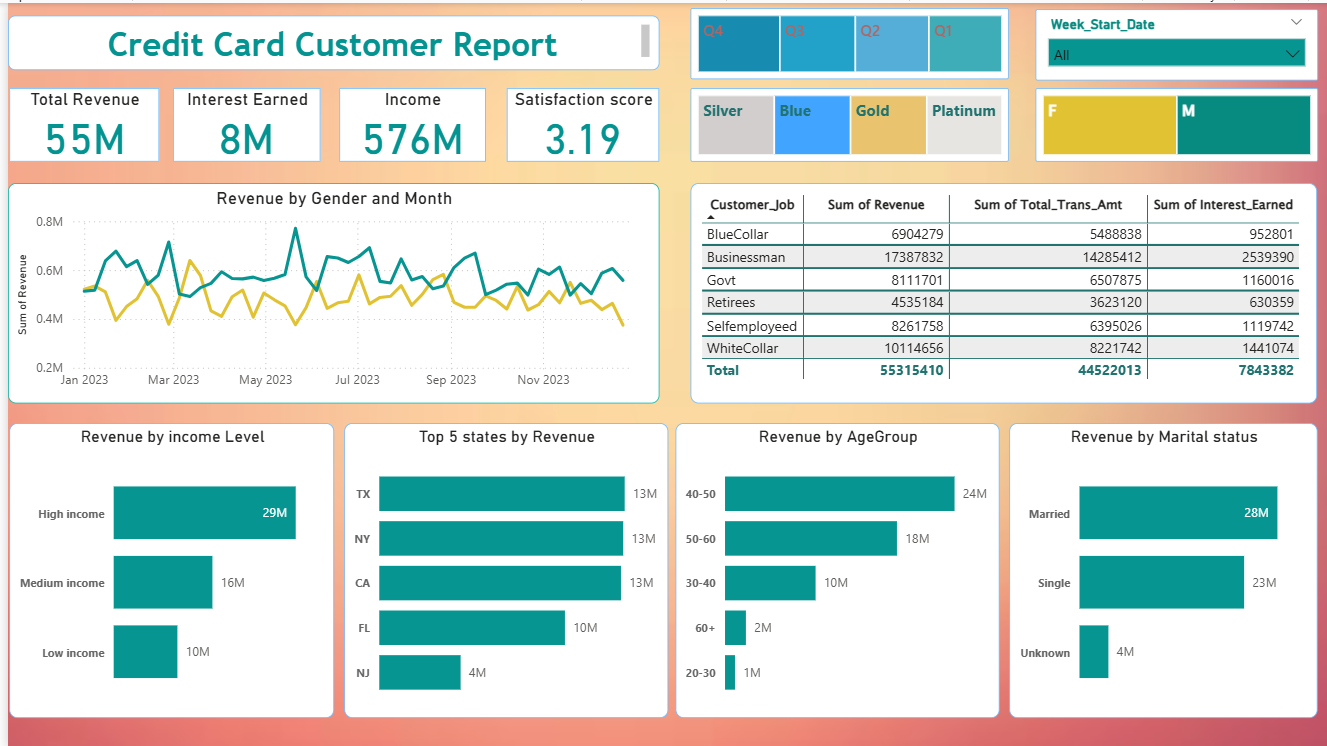 Credit Card Customer Report
Q4 Q3 Q2 Q1
Week_Start_Date
All
Total Revenue
55M
Interest Earned
8M
Income
576M
Satisfaction score
3.19
Silver Blue Gold Platinum
F M
Revenue by Gender and Month
Sum of Revenue
0.8M
0.6M
0.4M
0.2M
Jan 2023 Mar 2023 May 2023 Jul 2023 Sep 2023 Nov 2023
Customer_Job Sum of Revenue Sum of Total_Trans_Amt Sum of Interest_Earned
BlueCollar 6904279 5488838 952801
Businessman 17387832 14285412 2539390
Govt 8111701 6507875 1160016
Retirees 4535184 3623120 630359
Selfemployeed 8261758 6395026 1119742
WhiteCollar 10114656 8221742 1441074
Total 55315410 44522013 7843382
Revenue by income Level
High income 29M
Medium income 16M
Low income 10M
Top 5 states by Revenue
TX 13M
NY 13M
CA 13M
FL 10M
NJ 4M
Revenue by AgeGroup
40-50 24M
50-60 18M
30-40 10M
60+ 2M
20-30 1M
Revenue by Marital status
Married 28M
Single 23M
Unknown 4M